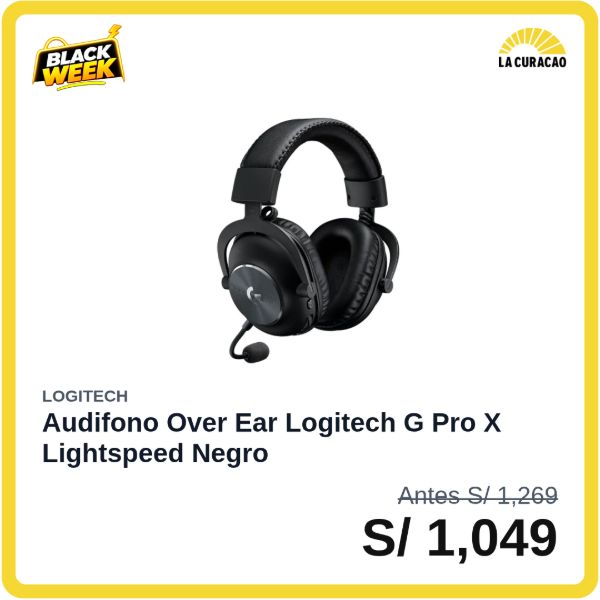 BLACK
WEEK
LA CURACAO
LOGITECH
Audifono Over Ear Logitech G Pro X
Lightspeed Negro
Antes S/ 1,269
S/ 1,049